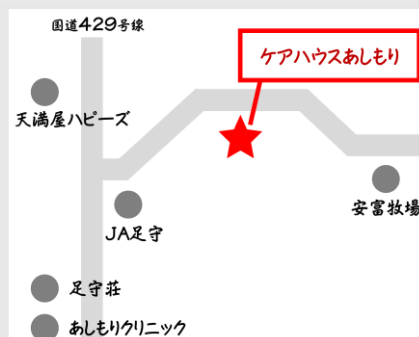 国道429号線
ケアハウスあしもり
天満屋ハピーズ
安富牧場
JA足守
足守荘
あしもりクリニック